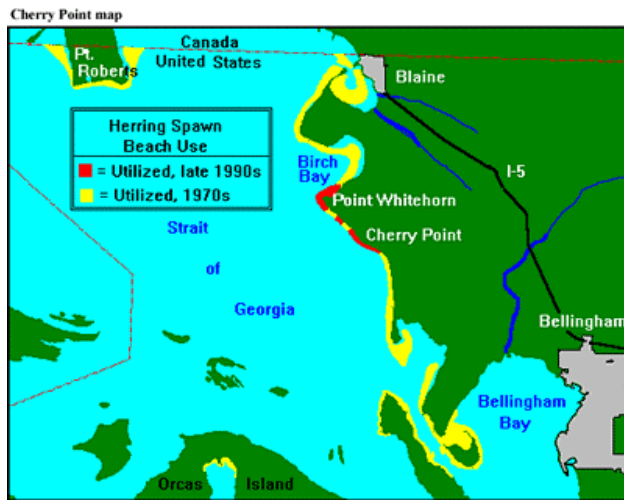 Cherry Point map
Canada
United States
Pt.
Roberts
Blaine
Herring Spawn
Beach Use
= Utilized, late 1990s
= Utilized, 1970s
Birch
Bay
I-5
Point Whitehorn
Cherry Point
Strait
of
Georgia
Bellingham
Bellingham
Bay
Orcas Island